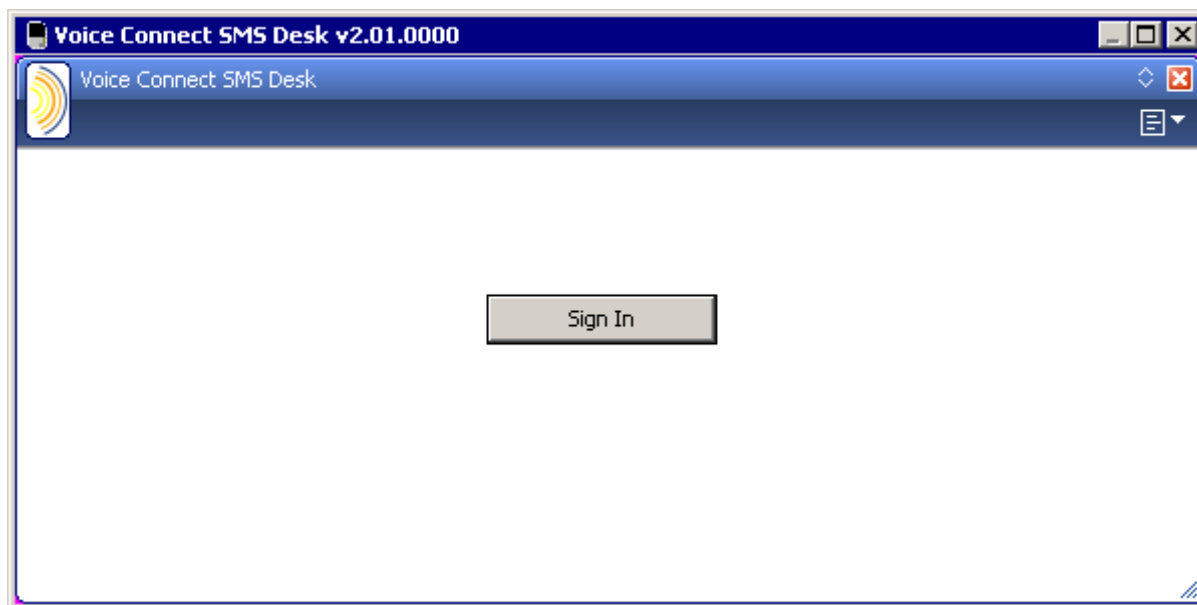 Voice Connect SMS Desk v2.01.0000
Voice Connect SMS Desk
Sign In